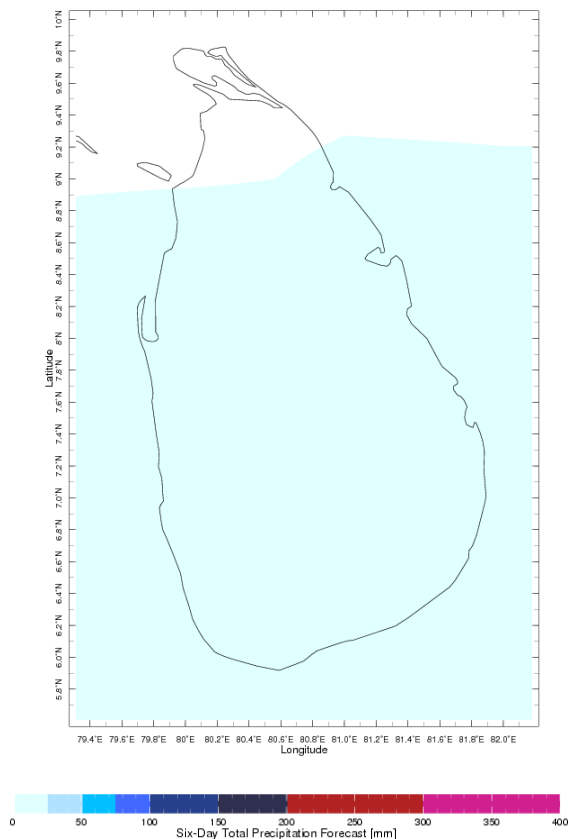 10°N
9.8°N
9.6°N
9.4°N
9.2°N
9°N
8.8°N
8.6°N
8.4°N
8.2°N
8°N
7.8°N
7.6°N
7.4°N
7.2°N
7.0°N
6.8°N
6.6°N
6.4°N
6.2°N
6.0°N
5.8°N
Latitude
79.4°E 79.6°E 79.8°E 80°E 80.2°E 80.4°E 80.6°E 80.8°E 81.0°E 81.2°E 81.4°E 81.6°E 81.8°E 82.0°E
Longitude
0 50 100 150 200 250 300 350 400
Six-Day Total Precipitation Forecast [mm]